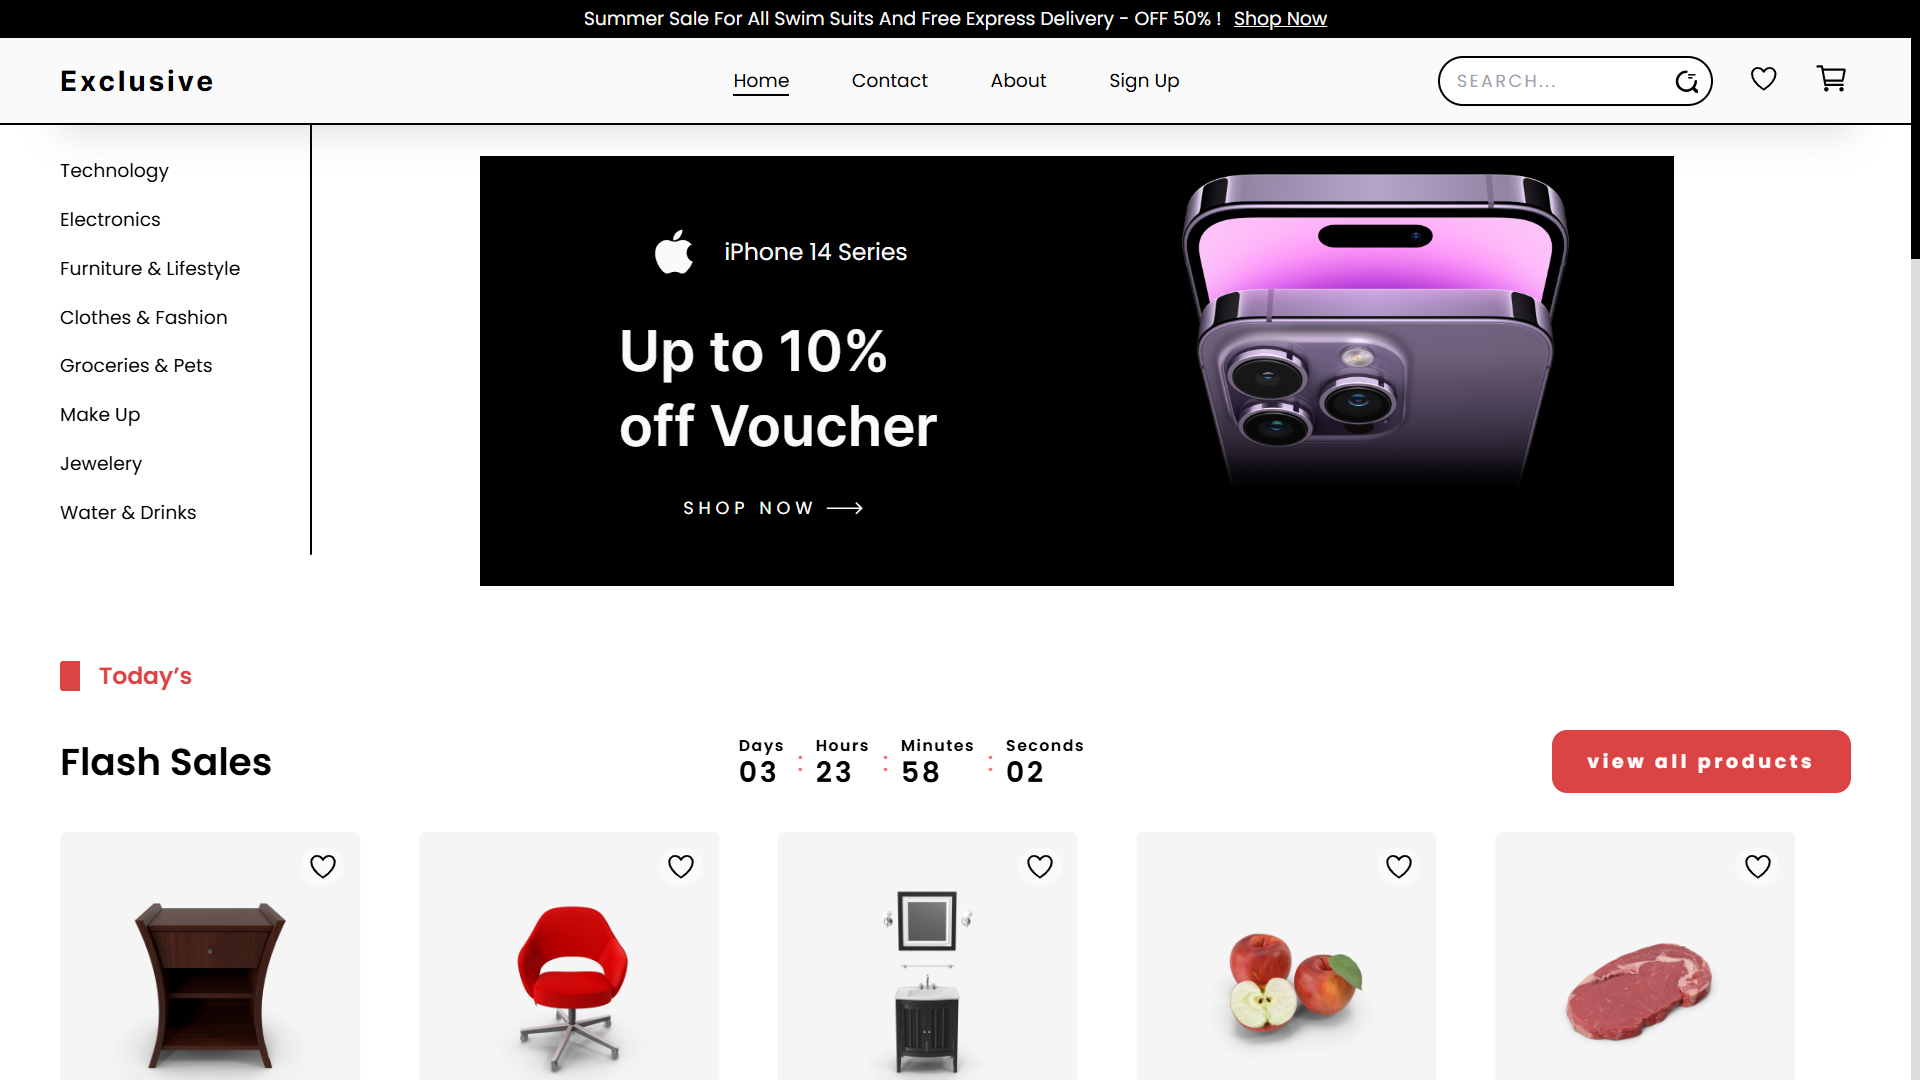 Summer Sale For All Swim Suits And Free Express Delivery - OFF 50% ! Shop Now
Exclusive
Home
Contact
About
Sign Up
SEARCH...
Technology
Electronics
Furniture & Lifestyle
Clothes & Fashion
Groceries & Pets
Make Up
Jewelery
Water & Drinks
iPhone 14 Series
Up to 10%
off Voucher
SHOP NOW
Today’s
Flash Sales
Days
03
:
Hours
23
:
Minutes
58
:
Seconds
02
view all products